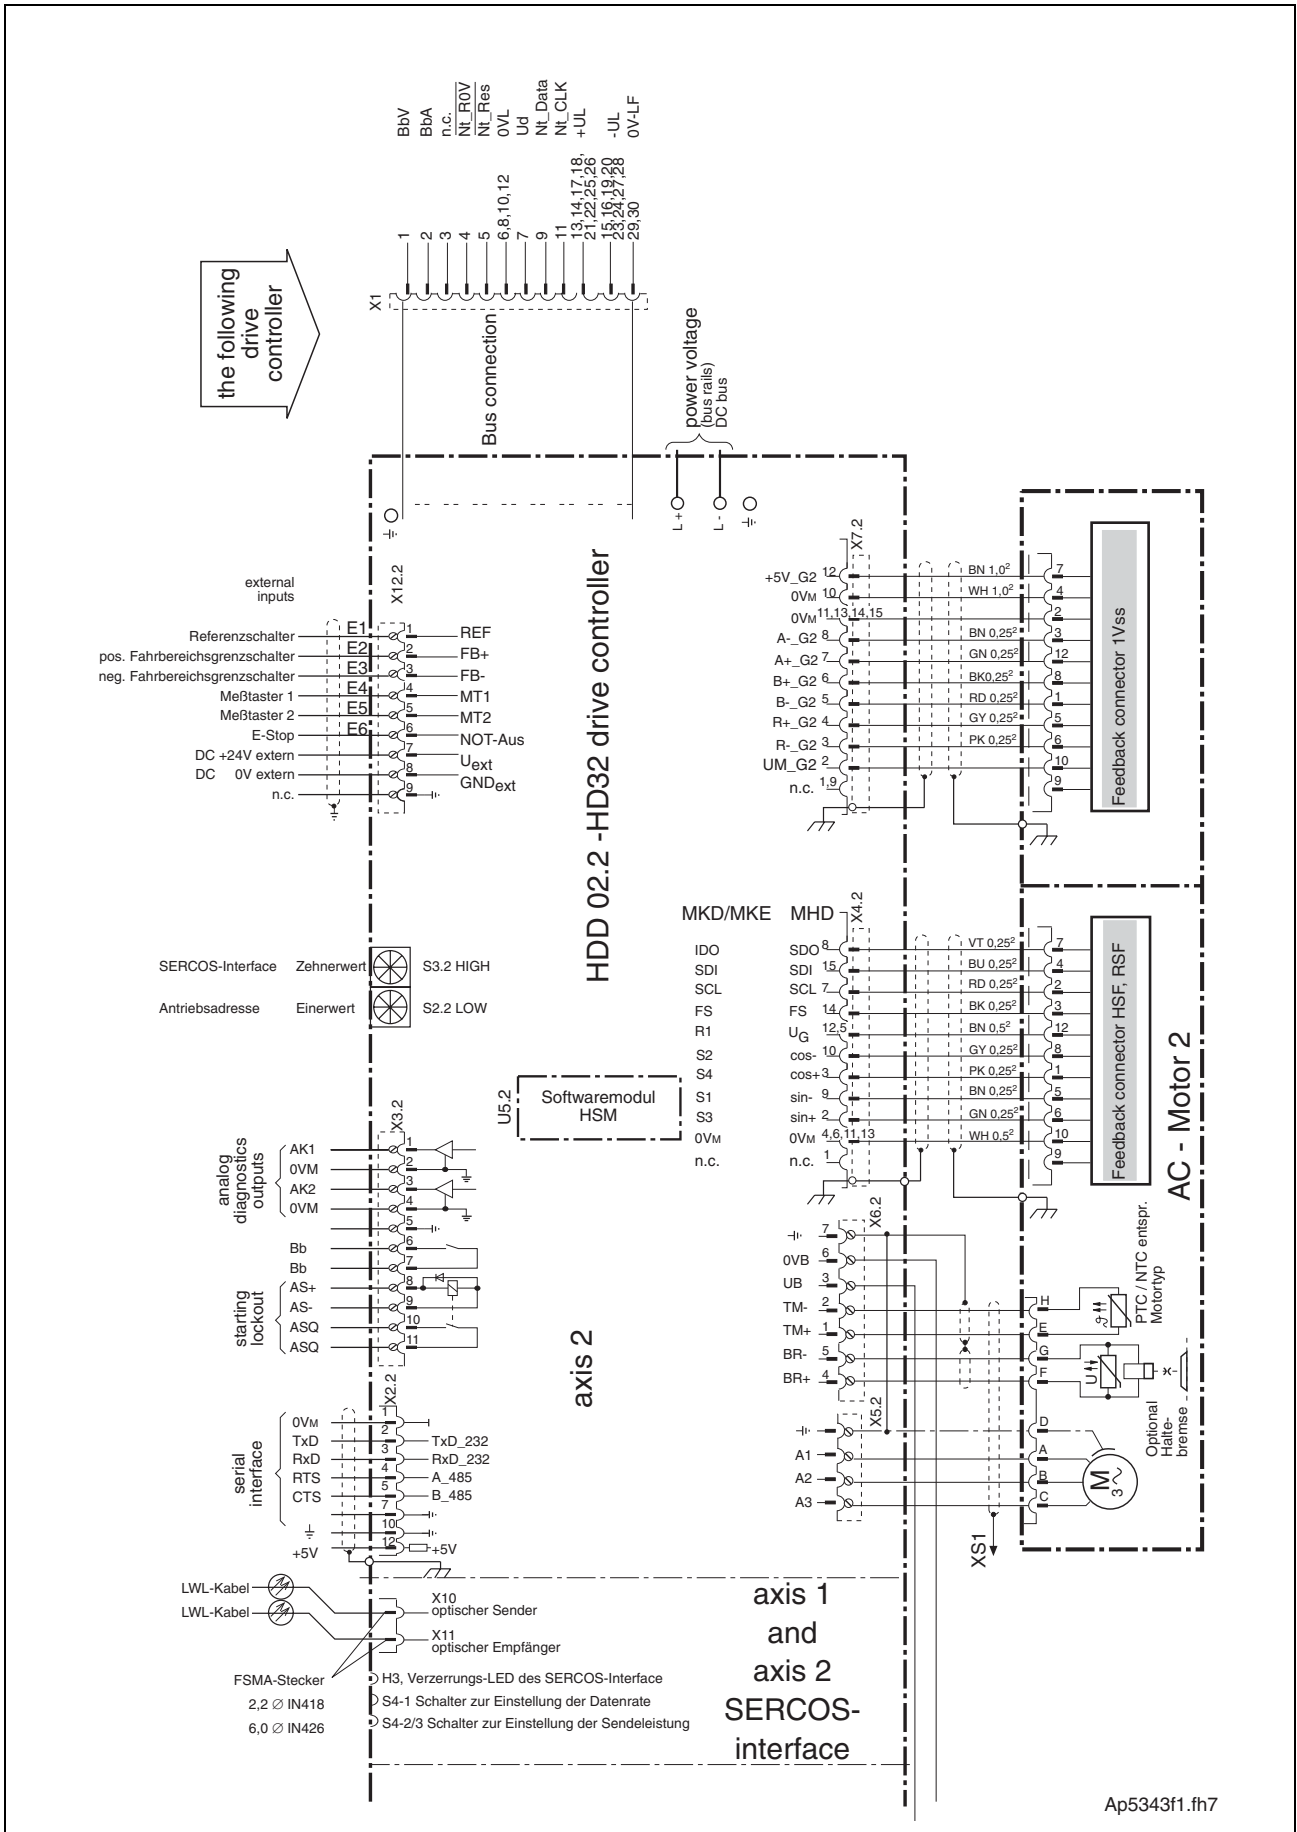 BbV
BbA
n.c.
Nt_R0V
Nt_Res
0VL
Ud
Nt_Data
Nt_CLK
+UL
-UL
0V-LF
1
2
3
4
5
6,8,10,12
7
9
11
13,14,17,18,
21,22,25,26
15,16,19,20
23,24,27,28
29,30
X1
the following
drive
controller
Bus connection
power voltage
(bus rails)
DC bus
L+
L-
HDD 02.2 -HD32 drive controller
external
inputs
X12.2
Referenzschalter E1 1 REF
pos. Fahrbereichsgrenzschalter E2 2 FB+
neg. Fahrbereichsgrenzschalter E3 3 FB-
Meßtaster 1 E4 4 MT1
Meßtaster 2 E5 5 MT2
E-Stop E6 6 NOT-Aus
DC +24V extern 7 Uext
DC 0V extern 8 GNDext
n.c. 9
X7.2
+5V_G2 12 BN 1,0² 7
0VM 10 WH 1,0² 4
0VM 11,13,14,15 2
A-_G2 8 BN 0,25² 3
A+_G2 7 GN 0,25² 12
B+_G2 6 BK0,25² 8
B-_G2 5 RD 0,25² 1
R+_G2 4 GY 0,25² 5
R-_G2 3 PK 0,25² 6
UM_G2 2 10
n.c. 1,9 9
Feedback connector 1Vss
SERCOS-Interface Zehnerwert S3.2 HIGH
Antriebsadresse Einerwert S2.2 LOW
MKD/MKE MHD X4.2
IDO SDO 8 VT 0,25² 7
SDI SDI 15 BU 0,25² 4
SCL SCL 7 RD 0,25² 2
FS FS 14 BK 0,25² 3
R1 UG 12,5 BN 0,5² 12
S2 cos- 10 GY 0,25² 8
S4 cos+ 3 PK 0,25² 1
S1 sin- 9 BN 0,25² 5
S3 sin+ 2 GN 0,25² 6
0VM 0VM 4,6,11,13 WH 0,5² 10
n.c. n.c. 1 9
Feedback connector HSF, RSF
AC - Motor 2
U5.2
Softwaremodul
HSM
X3.2
analog
diagnostics
outputs
AK1 1
0VM 2
AK2 3
0VM 4
5
Bb 6
Bb 7
starting
lockout
AS+ 8
AS- 9
ASQ 10
ASQ 11
axis 2
X6.2
7
0VB 6
UB 3
TM- 2 H
TM+ 1 E
BR- 5 G
BR+ 4 F
PTC / NTC entspr.
Motortyp
ϑ
U
Optional
Halte-
bremse
X5.2
D
A1 A
A2 B
A3 C
M
3
XS1
X2.2
serial
interface
0VM 1
TxD 2 TxD_232
RxD 3 RxD_232
RTS 4 A_485
CTS 5 B_485
7
10
+5V 12 +5V
LWL-Kabel
LWL-Kabel
X10
optischer Sender
X11
optischer Empfänger
FSMA-Stecker
2,2 ∅ IN418
6,0 ∅ IN426
H3, Verzerrungs-LED des SERCOS-Interface
S4-1 Schalter zur Einstellung der Datenrate
S4-2/3 Schalter zur Einstellung der Sendeleistung
axis 1
and
axis 2
SERCOS-
interface
Ap5343f1.fh7